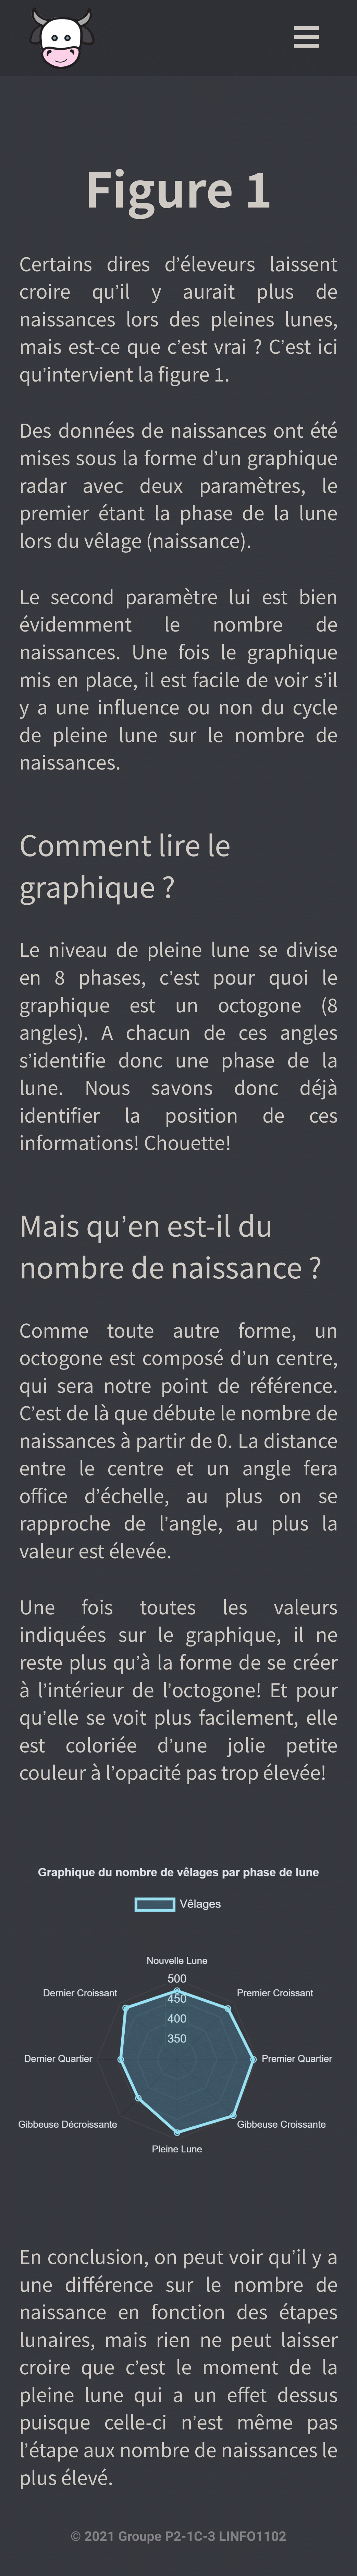 Figure 1
Certains dires d’éleveurs laissent
croire qu’il y aurait plus de
naissances lors des pleines lunes,
mais est-ce que c’est vrai ? C’est ici
qu’intervient la figure 1.
Des données de naissances ont été
mises sous la forme d’un graphique
radar avec deux paramètres, le
premier étant la phase de la lune
lors du vêlage (naissance).
Le second paramètre lui est bien
évidemment le nombre de
naissances. Une fois le graphique
mis en place, il est facile de voir s’il
y a une influence ou non du cycle
de pleine lune sur le nombre de
naissances.
Comment lire le
graphique ?
Le niveau de pleine lune se divise
en 8 phases, c’est pour quoi le
graphique est un octogone (8
angles). A chacun de ces angles
s’identifie donc une phase de la
lune. Nous savons donc déjà
identifier la position de ces
informations! Chouette!
Mais qu’en est-il du
nombre de naissance ?
Comme toute autre forme, un
octogone est composé d’un centre,
qui sera notre point de référence.
C’est de là que débute le nombre de
naissances à partir de 0. La distance
entre le centre et un angle fera
office d’échelle, au plus on se
rapproche de l’angle, au plus la
valeur est élevée.
Une fois toutes les valeurs
indiquées sur le graphique, il ne
reste plus qu’à la forme de se créer
à l’intérieur de l’octogone! Et pour
qu’elle se voit plus facilement, elle
est coloriée d’une jolie petite
couleur à l’opacité pas trop élevée!
Graphique du nombre de vêlages par phase de lune
Vêlages
Nouvelle Lune
500
Dernier Croissant
Premier Croissant
450
400
350
Dernier Quartier
Premier Quartier
Gibbeuse Décroissante
Gibbeuse Croissante
Pleine Lune
En conclusion, on peut voir qu’il y a
une différence sur le nombre de
naissance en fonction des étapes
lunaires, mais rien ne peut laisser
croire que c’est le moment de la
pleine lune qui a un effet dessus
puisque celle-ci n’est même pas
l’étape aux nombre de naissances le
plus élevé.
© 2021 Groupe P2-1C-3 LINFO1102